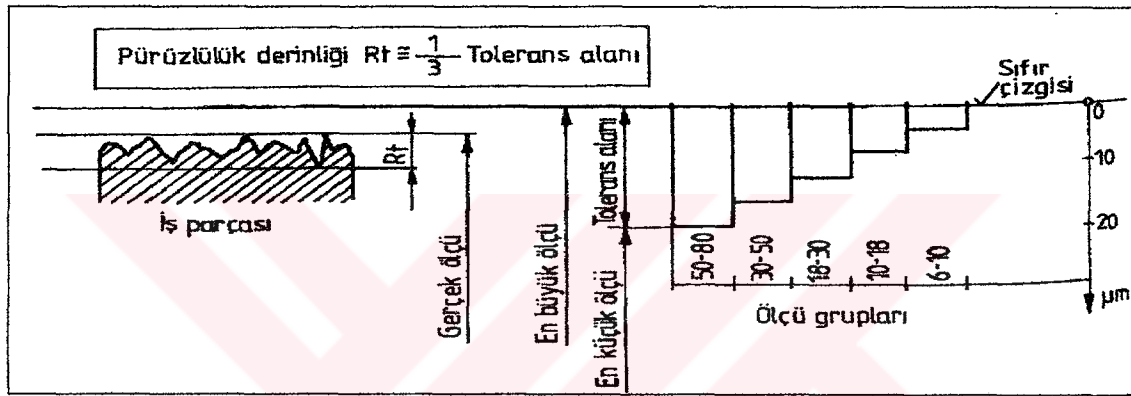 Pürüzlülük derinliği Rt ≅ 1/3 Tolerans alanı
Sıfır
çizgisi
0
10
20
µm
Rt
İş parçası
Gerçek ölçü
En büyük ölçü
Tolerans alanı
En küçük ölçü
50-80
30-50
18-30
10-18
6-10
Ölçü grupları